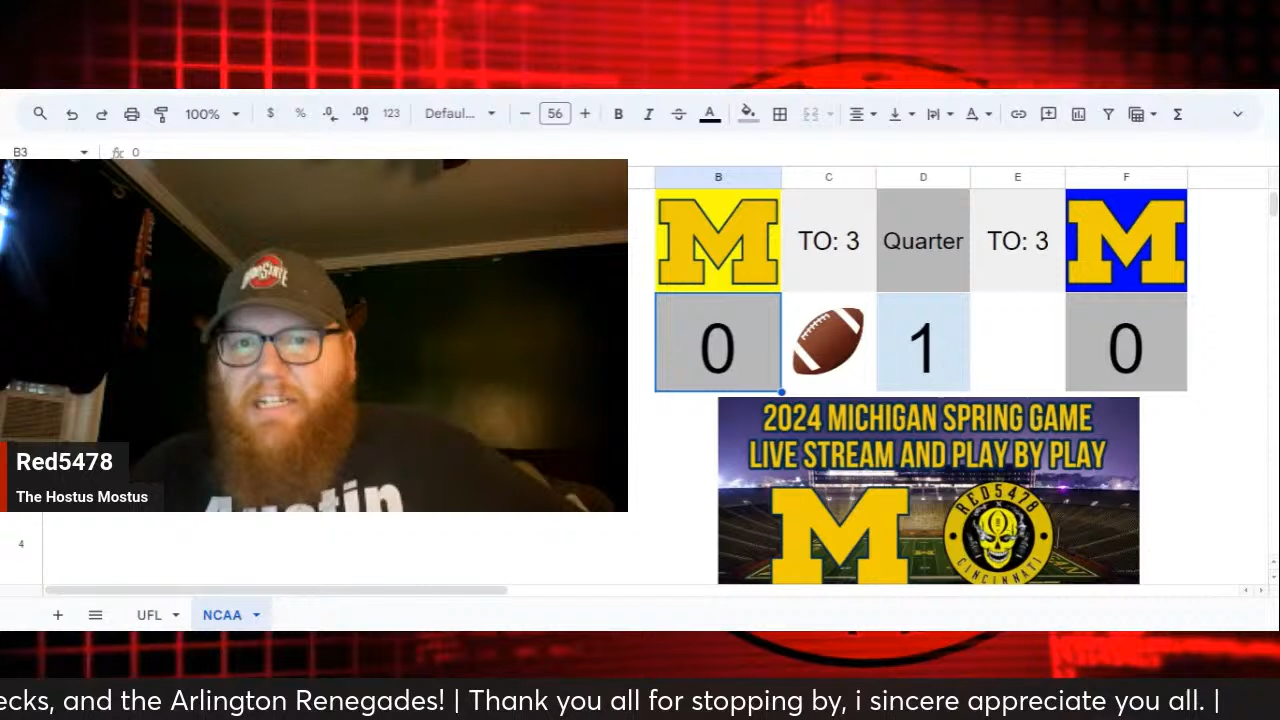 100%
$ % .0 .00 123 Defaul... 56 B I A Σ
B3 fx 0
B C D E F
M TO: 3 Quarter TO: 3 M
0 1 0
2024 MICHIGAN SPRING GAME
LIVE STREAM AND PLAY BY PLAY
M RED5478
CINCINNATI
OHIO STATE
Austin
Red5478
The Hostus Mostus
4
UFL NCAA
ecks, and the Arlington Renegades! | Thank you all for stopping by, i sincere appreciate you all. |